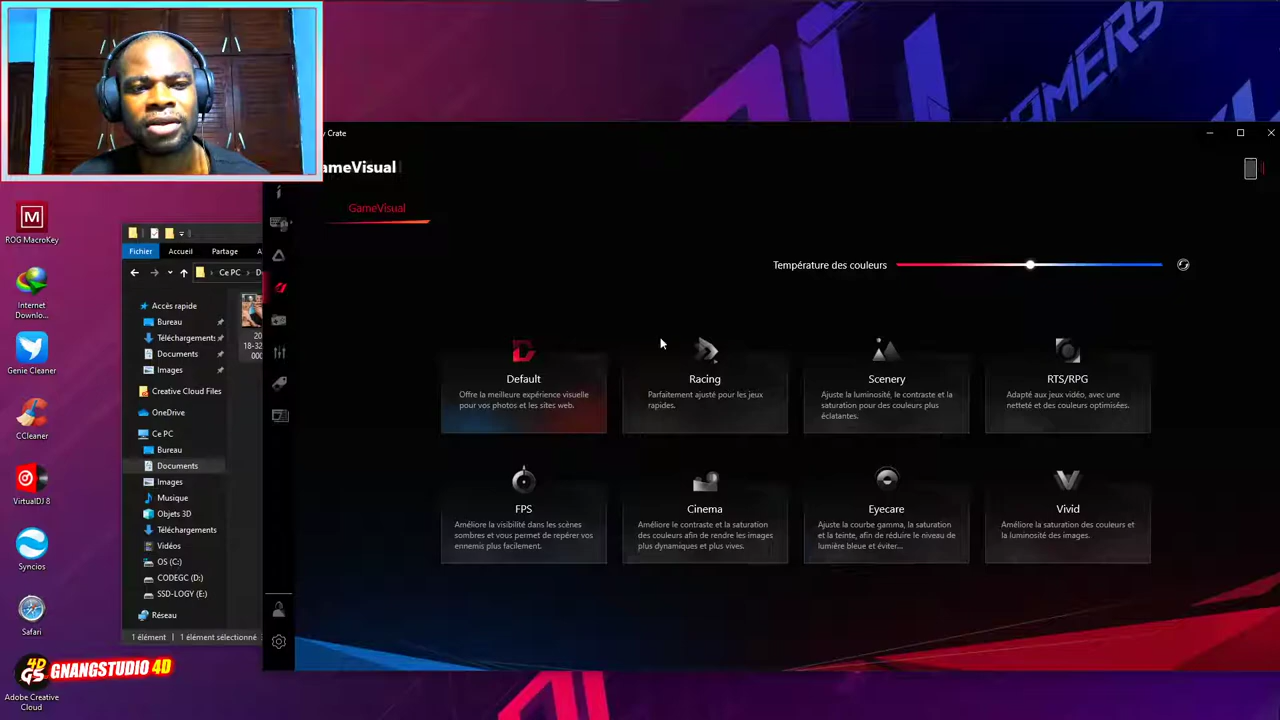 GAMERS
y Crate
ameVisual
GameVisual
Température des couleurs
Default
Offre la meilleure expérience visuelle
pour vos photos et les sites web.
Racing
Parfaitement ajusté pour les jeux
rapides.
Scenery
Ajuste la luminosité, le contraste et la
saturation pour des couleurs plus
éclatantes.
RTS/RPG
Adapté aux jeux vidéo, avec une
netteté et des couleurs optimisées.
FPS
Améliore la visibilité dans les scènes
sombres et vous permet de repérer vos
ennemis plus facilement.
Cinema
Améliore le contraste et la saturation
des couleurs afin de rendre les images
plus dynamiques et plus vives.
Eyecare
Ajuste la courbe gamma, la saturation
et la teinte, afin de réduire le niveau de
lumière bleue et éviter...
Vivid
Améliore la saturation des couleurs et
la luminosité des images.
ROG MacroKey
Internet
Downlo...
Genie Cleaner
CCleaner
VirtualDJ 8
Syncios
Safari
Adobe Creative
Cloud
4D
GS
GNANGSTUDIO 4D
Fichier
Accueil
Partage
Ce PC
Accès rapide
Bureau
Téléchargements
Documents
Images
Creative Cloud Files
OneDrive
Ce PC
Bureau
Documents
Images
Musique
Objets 3D
Téléchargements
Vidéos
OS (C:)
CODEGC (D:)
SSD-LOGY (E:)
Réseau
20
18-32
00
1 élément
1 élément sélectionné